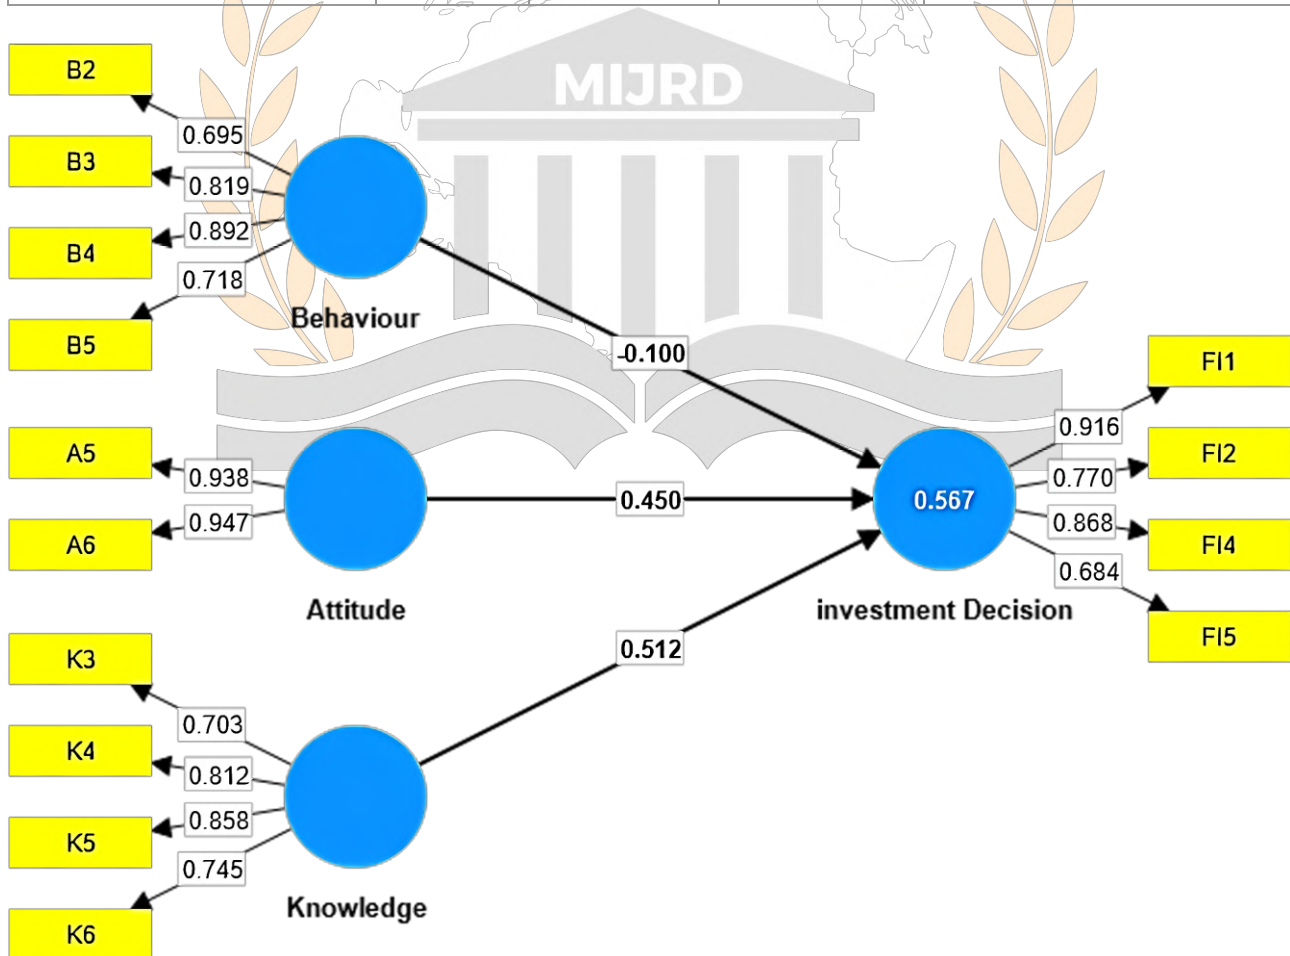 MIJRD
B2
0.695
B3
0.819
B4
0.892
0.718
B5
Behaviour
-0.100
A5
0.938
A6
0.947
Attitude
0.450
K3
0.703
K4
0.812
K5
0.858
0.745
K6
Knowledge
0.512
0.567
investment Decision
FI1
0.916
FI2
0.770
FI4
0.868
0.684
FI5